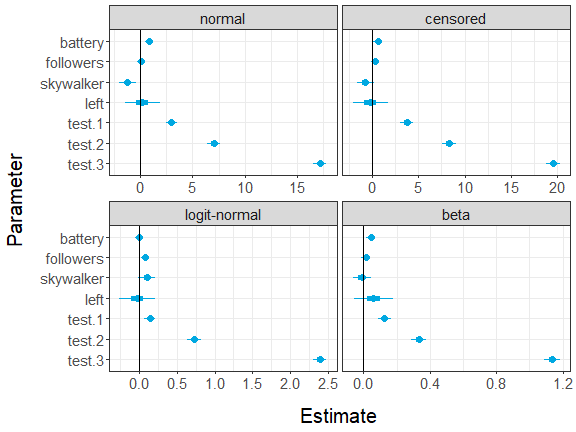 normal
censored
battery
followers
skywalker
left
test.1
test.2
test.3
0 5 10 15
0 5 10 15 20
logit-normal
beta
battery
followers
skywalker
left
test.1
test.2
test.3
0.0 0.5 1.0 1.5 2.0 2.5
0.0 0.4 0.8 1.2
Parameter
Estimate